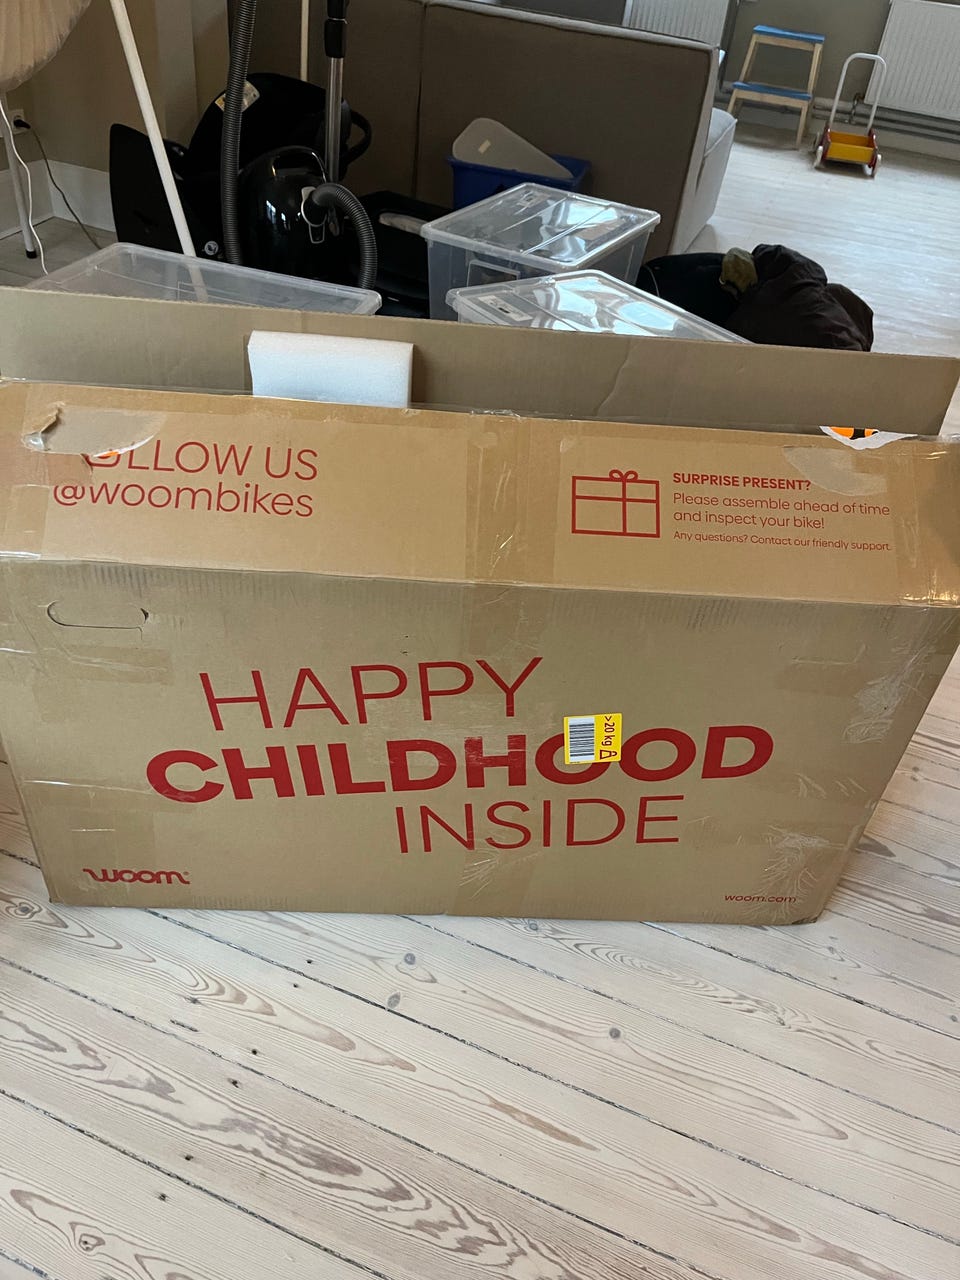 FOLLOW US
@woombikes
SURPRISE PRESENT?
Please assemble ahead of time
and inspect your bike!
Any questions? Contact our friendly support.
HAPPY
CHILDHOOD
INSIDE
>20 kg
woom
woom.com